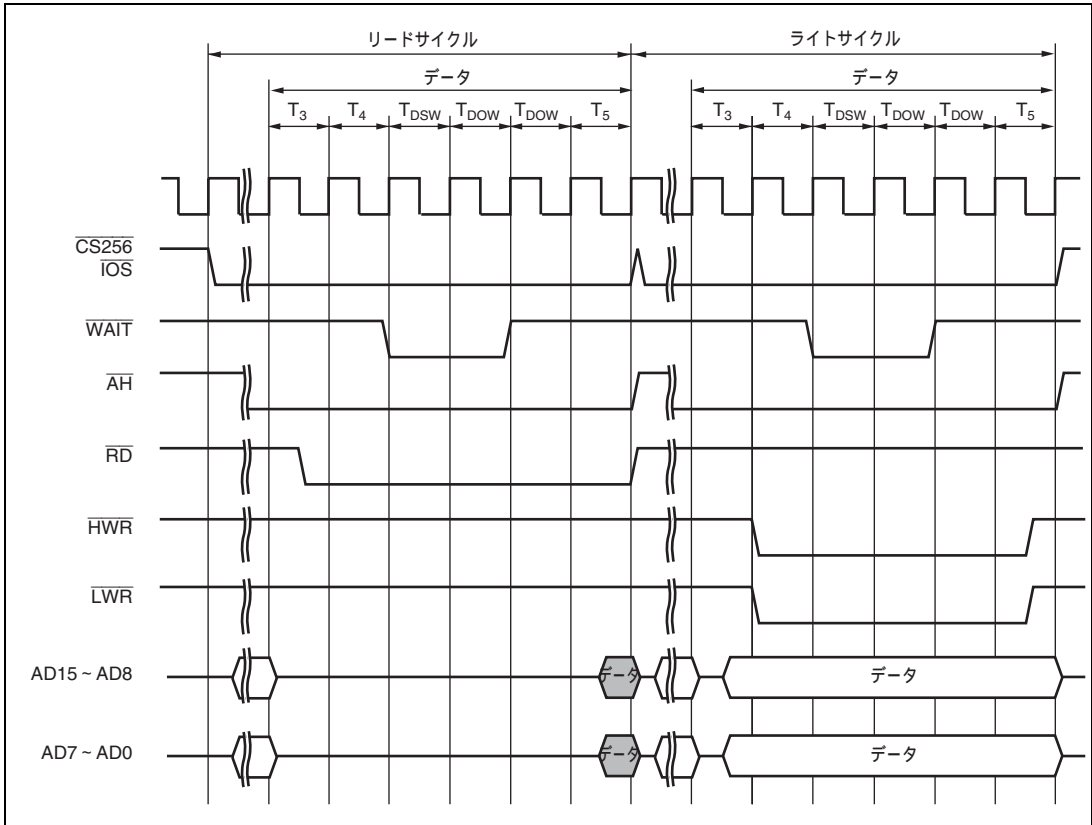 リードサイクル ライトサイクル
データ データ
T3 T4 TDSW TDOW TDOW T5 T3 T4 TDSW TDOW TDOW T5
CS256
IOS
WAIT
AH
RD
HWR
LWR
AD15 ~ AD8 データ データ
AD7 ~ AD0 データ データ